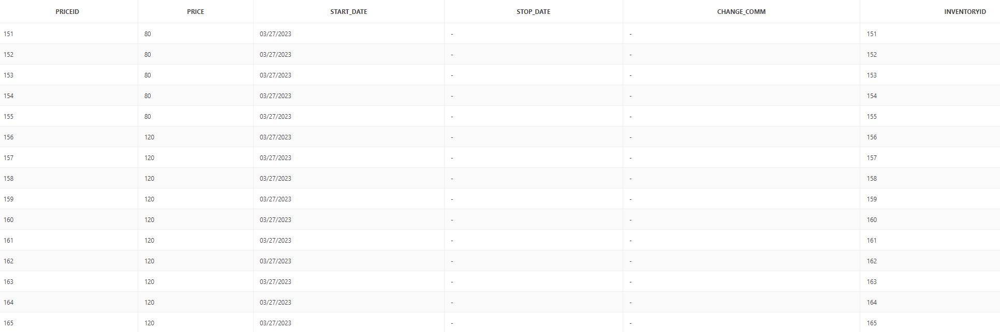 PRICEID PRICE START_DATE STOP_DATE CHANGE_COMM INVENTORYID
151 80 03/27/2023 - - 151
152 80 03/27/2023 - - 152
153 80 03/27/2023 - - 153
154 80 03/27/2023 - - 154
155 80 03/27/2023 - - 155
156 120 03/27/2023 - - 156
157 120 03/27/2023 - - 157
158 120 03/27/2023 - - 158
159 120 03/27/2023 - - 159
160 120 03/27/2023 - - 160
161 120 03/27/2023 - - 161
162 120 03/27/2023 - - 162
163 120 03/27/2023 - - 163
164 120 03/27/2023 - - 164
165 120 03/27/2023 - - 165